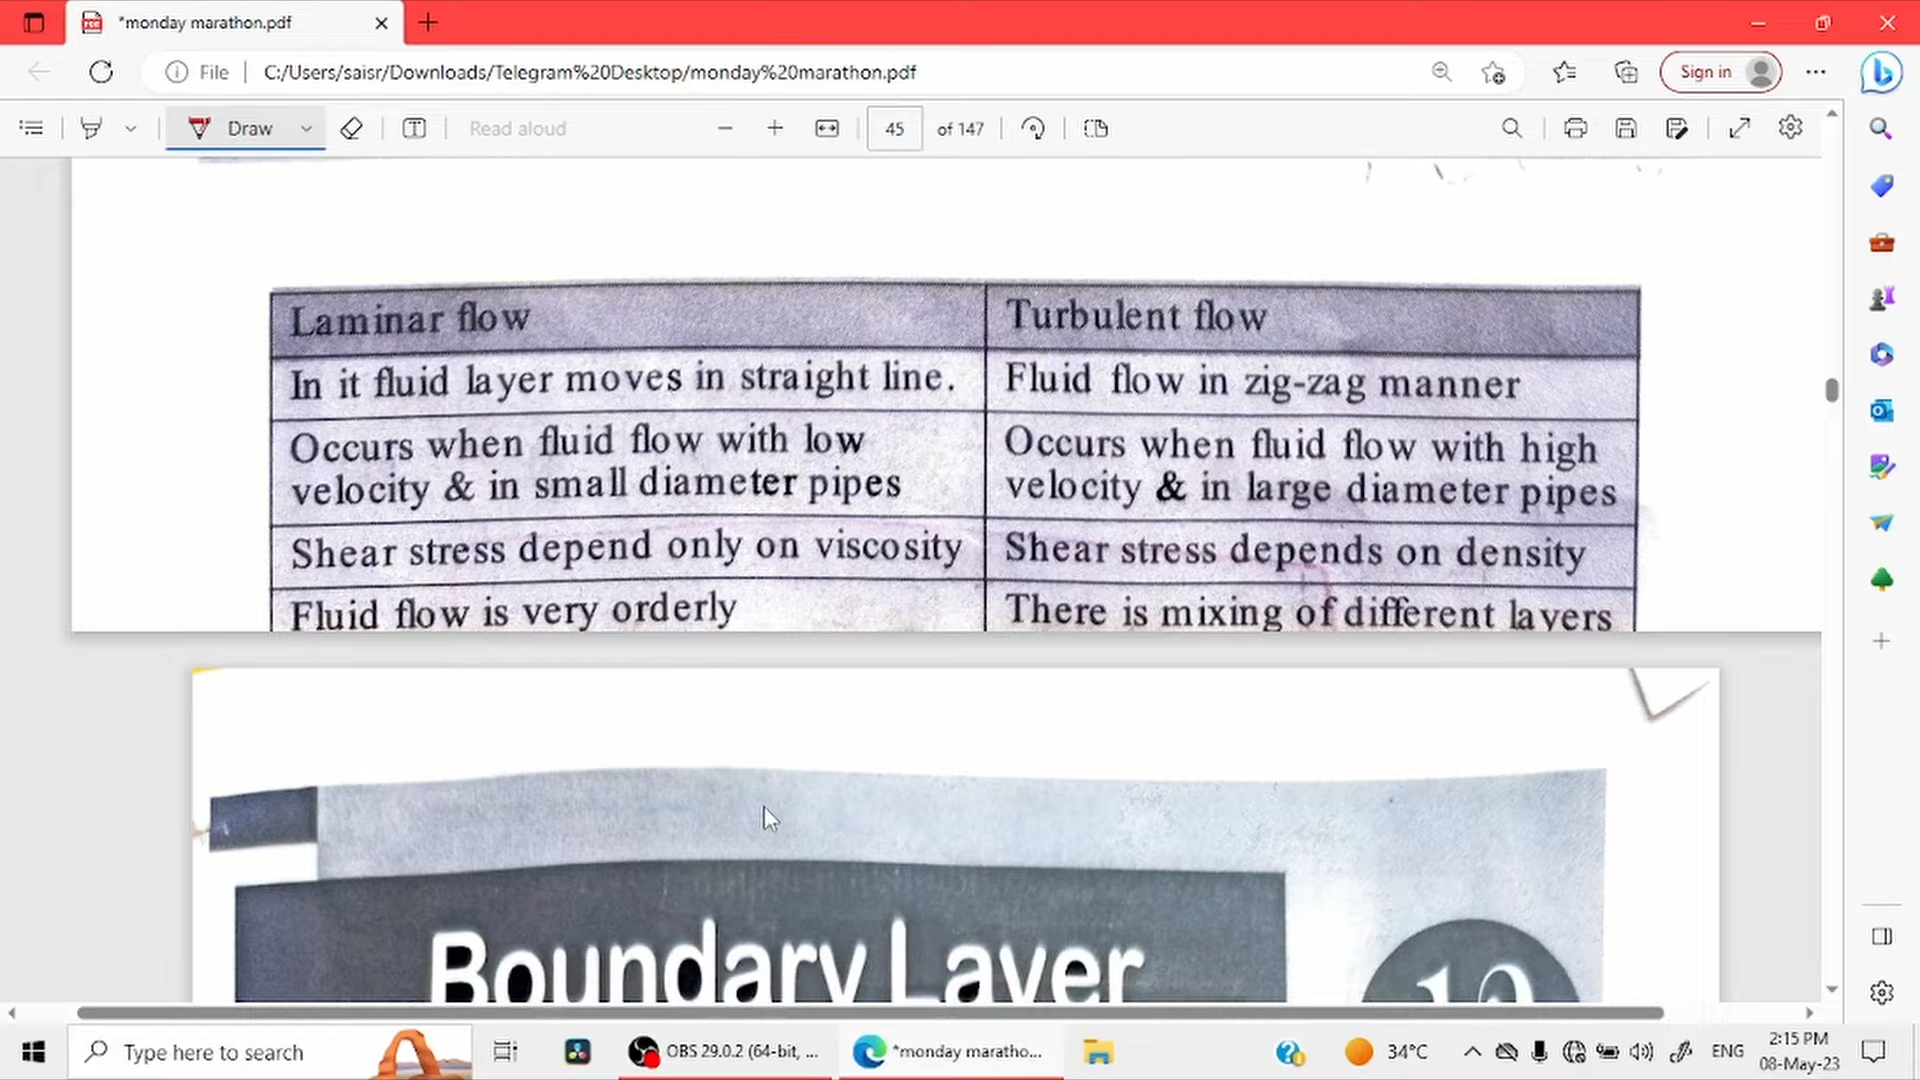 *monday marathon.pdf
File
C:/Users/saisr/Downloads/Telegram%20Desktop/monday%20marathon.pdf
Sign in
Draw
Read aloud
45
of 147
Laminar flow
Turbulent flow
In it fluid layer moves in straight line.
Fluid flow in zig-zag manner
Occurs when fluid flow with low
velocity & in small diameter pipes
Occurs when fluid flow with high
velocity & in large diameter pipes
Shear stress depend only on viscosity
Shear stress depends on density
Fluid flow is very orderly
There is mixing of different layers
Boundary Layer
Type here to search
OBS 29.0.2 (64-bit, ...
*monday maratho...
34°C
ENG
2:15 PM
08-May-23